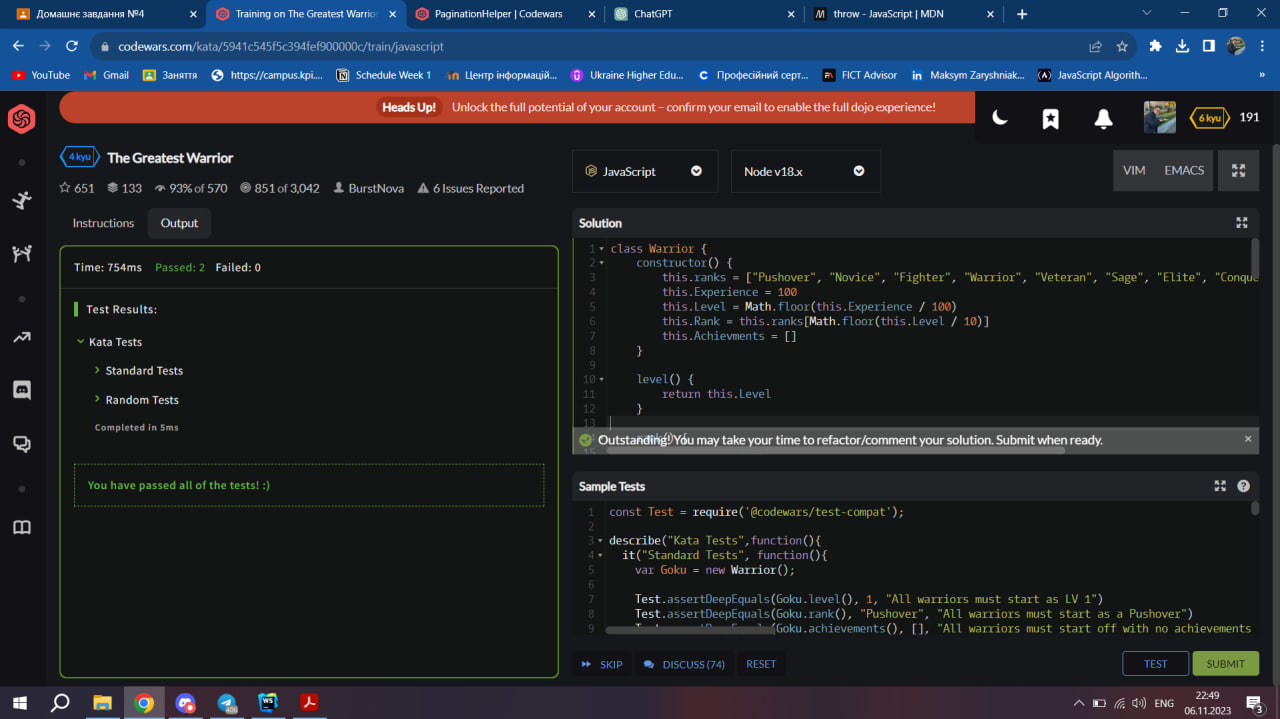 Домашнє завдання №4
Training on The Greatest Warrior
PaginationHelper | Codewars
ChatGPT
throw - JavaScript | MDN
codewars.com/kata/5941c545f5c394fef900000c/train/javascript
YouTube
Gmail
Заняття
https://campus.kpi....
Schedule Week 1
Центр інформацій...
Ukraine Higher Edu...
Професійний серт...
FICT Advisor
Maksym Zaryshniak...
JavaScript Algorith...
»
Heads Up! Unlock the full potential of your account – confirm your email to enable the full dojo experience!
6 kyu 191
4 kyu The Greatest Warrior
651 133 93% of 570 851 of 3,042 BurstNova 6 Issues Reported
JavaScript
Node v18.x
VIM EMACS
Instructions Output
Time: 754ms Passed: 2 Failed: 0
Test Results:
Kata Tests
Standard Tests
Random Tests
Completed in 5ms
You have passed all of the tests! :)
Solution
1 class Warrior {
2 constructor() {
3 this.ranks = ["Pushover", "Novice", "Fighter", "Warrior", "Veteran", "Sage", "Elite", "Conque
4 this.Experience = 100
5 this.Level = Math.floor(this.Experience / 100)
6 this.Rank = this.ranks[Math.floor(this.Level / 10)]
7 this.Achievments = []
8 }
9
10 level() {
11 return this.Level
12 }
13
Outstanding! You may take your time to refactor/comment your solution. Submit when ready.
15
Sample Tests
1 const Test = require('@codewars/test-compat');
2
3 describe("Kata Tests",function(){
4 it("Standard Tests", function(){
5 var Goku = new Warrior();
6
7 Test.assertDeepEquals(Goku.level(), 1, "All warriors must start as LV 1")
8 Test.assertDeepEquals(Goku.rank(), "Pushover", "All warriors must start as a Pushover")
9 Test.assertDeepEquals(Goku.achievements(), [], "All warriors must start off with no achievements
SKIP
DISCUSS (74)
RESET
TEST
SUBMIT
ENG
22:49
06.11.2023
3